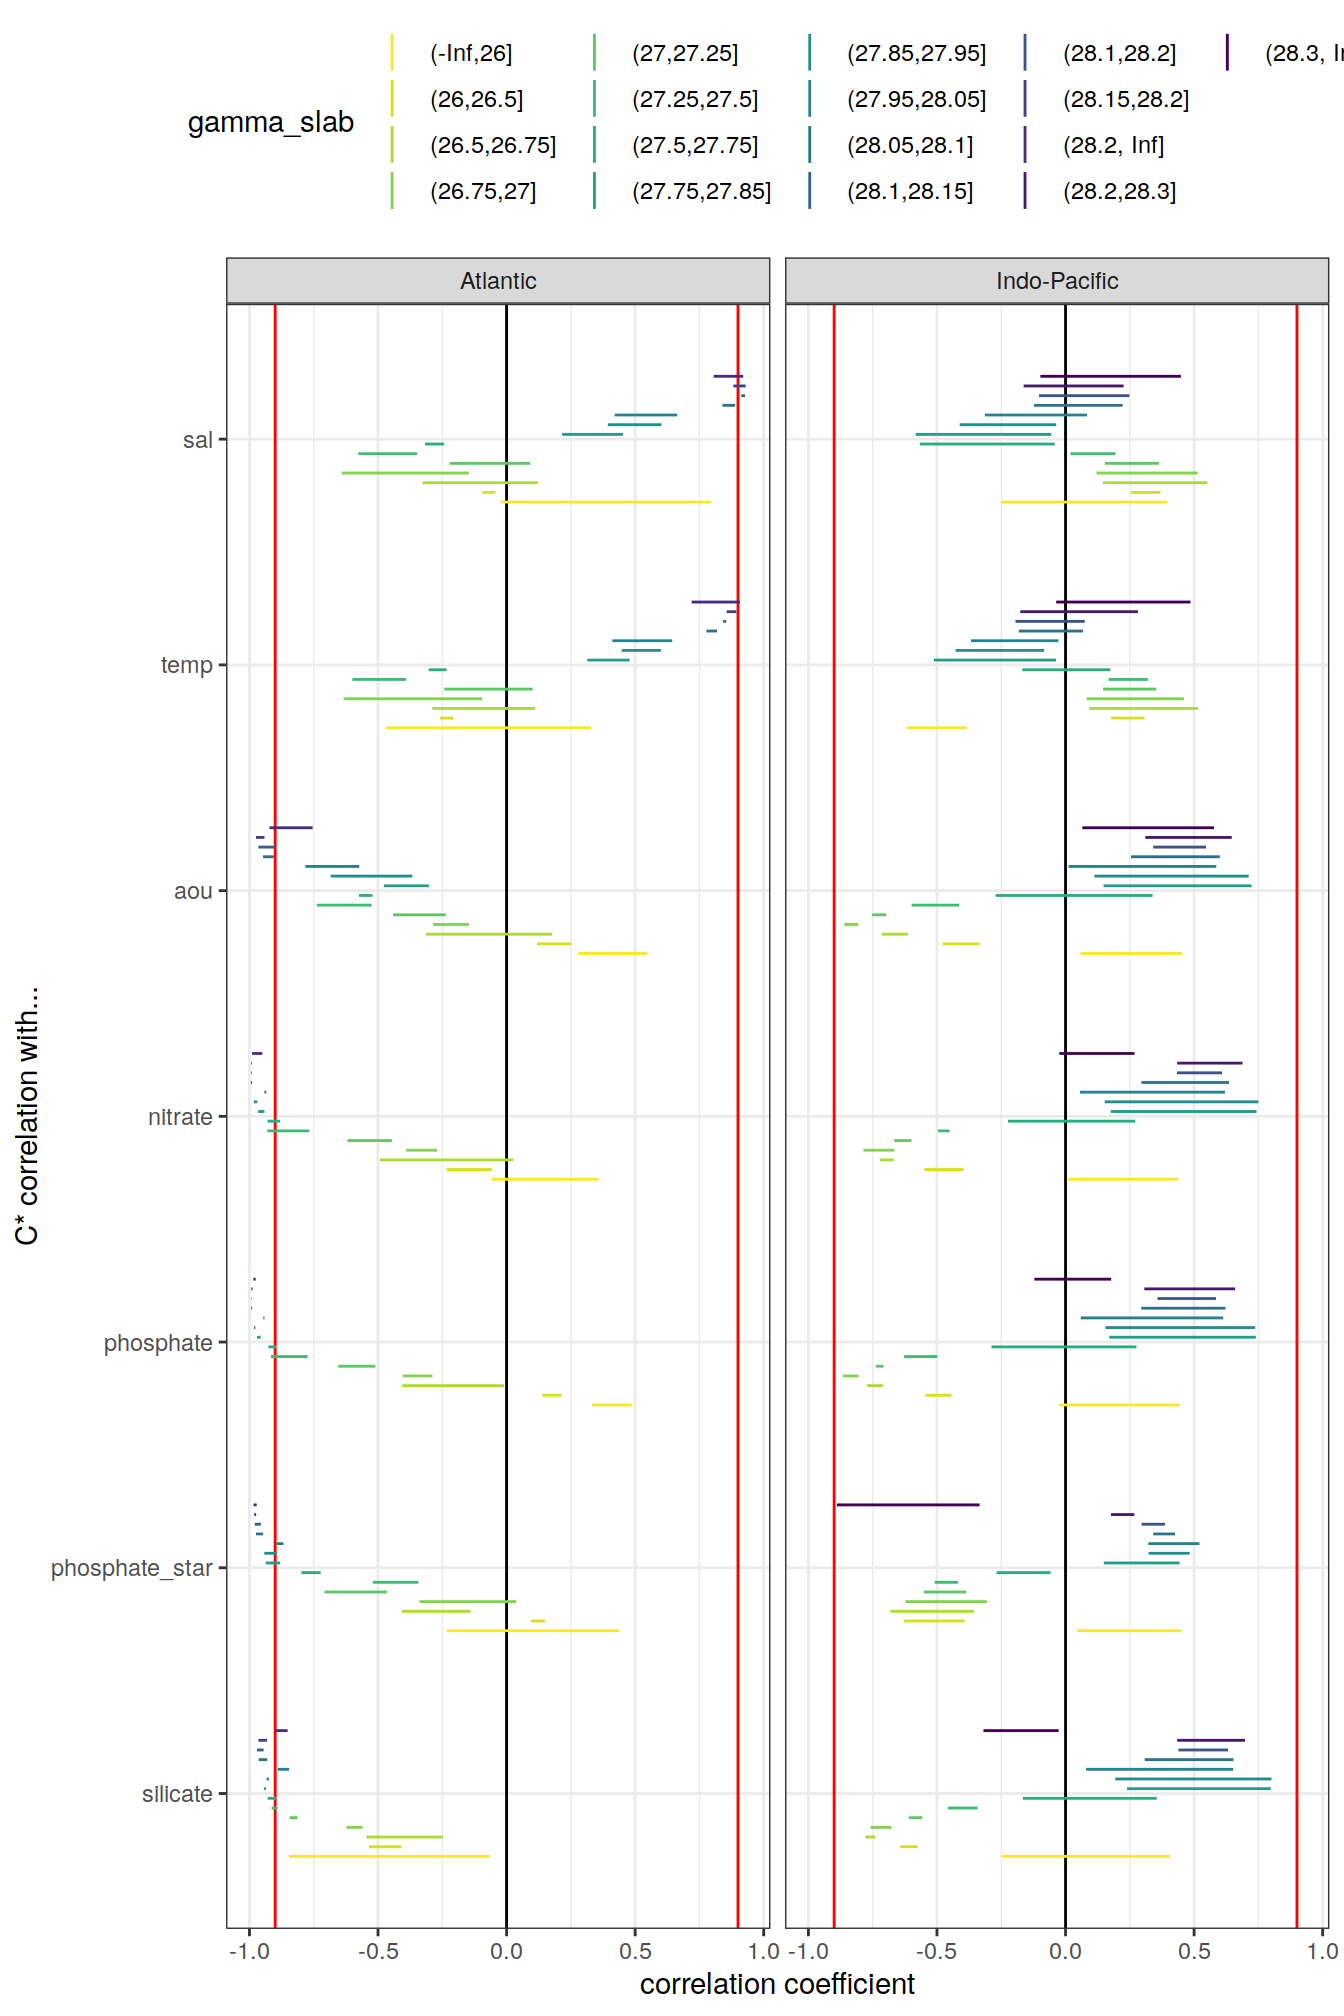 (-Inf,26] (27,27.25] (27.85,27.95] (28.1,28.2] (28.3,
(26,26.5] (27.25,27.5] (27.95,28.05] (28.15,28.2]
gamma_slab
(26.5,26.75] (27.5,27.75] (28.05,28.1] (28.2, Inf]
(26.75,27] (27.75,27.85] (28.1,28.15] (28.2,28.3]
Atlantic Indo-Pacific
sal
temp
aou
nitrate
phosphate
phosphate_star
silicate
C* correlation with...
-1.0 -0.5 0.0 0.5 1.0 -1.0 -0.5 0.0 0.5 1.0
correlation coefficient